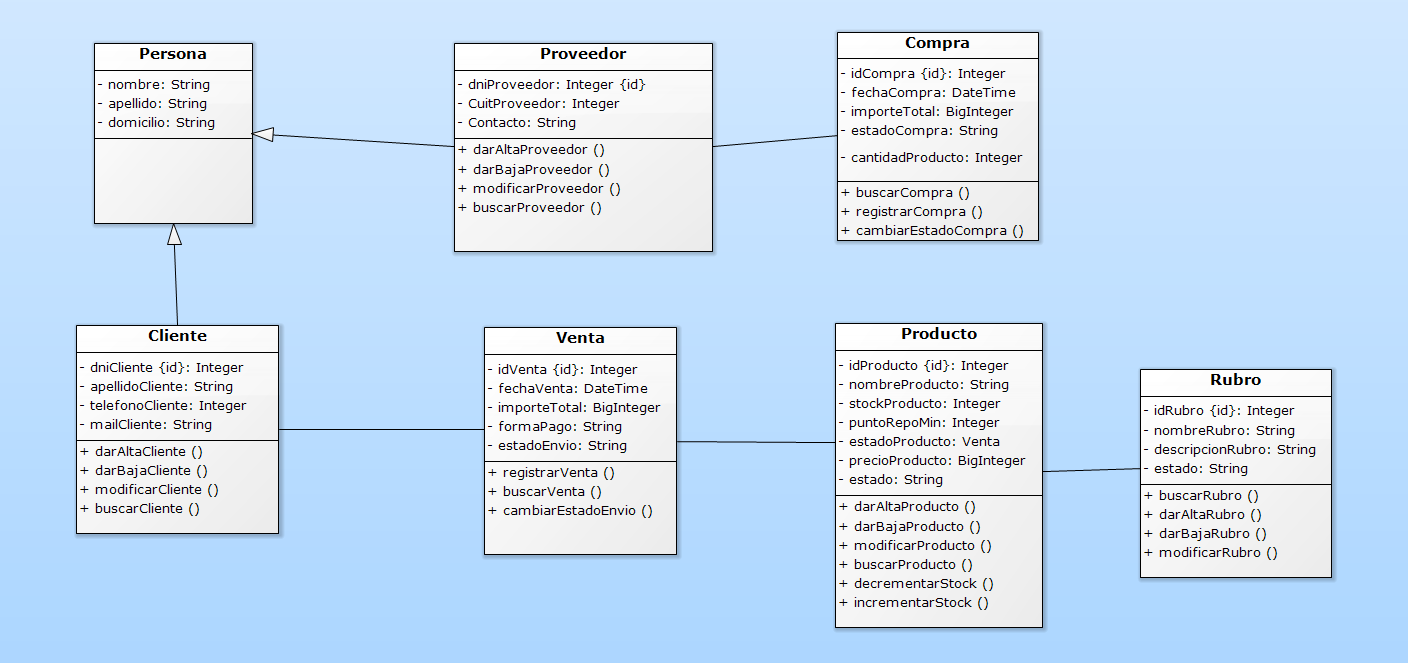 Persona
- nombre: String
- apellido: String
- domicilio: String
Proveedor
- dniProveedor: Integer {id}
- CuitProveedor: Integer
- Contacto: String
+ darAltaProveedor ()
+ darBajaProveedor ()
+ modificarProveedor ()
+ buscarProveedor ()
Compra
- idCompra {id}: Integer
- fechaCompra: DateTime
- importeTotal: BigInteger
- estadoCompra: String
- cantidadProducto: Integer
+ buscarCompra ()
+ registrarCompra ()
+ cambiarEstadoCompra ()
Cliente
- dniCliente {id}: Integer
- apellidoCliente: String
- telefonoCliente: Integer
- mailCliente: String
+ darAltaCliente ()
+ darBajaCliente ()
+ modificarCliente ()
+ buscarCliente ()
Venta
- idVenta {id}: Integer
- fechaVenta: DateTime
- importeTotal: BigInteger
- formaPago: String
- estadoEnvio: String
+ registrarVenta ()
+ buscarVenta ()
+ cambiarEstadoEnvio ()
Producto
- idProducto {id}: Integer
- nombreProducto: String
- stockProducto: Integer
- puntoRepoMin: Integer
- estadoProducto: Venta
- precioProducto: BigInteger
- estado: String
+ darAltaProducto ()
+ darBajaProducto ()
+ modificarProducto ()
+ buscarProducto ()
+ decrementarStock ()
+ incrementarStock ()
Rubro
- idRubro {id}: Integer
- nombreRubro: String
- descripcionRubro: String
- estado: String
+ buscarRubro ()
+ darAltaRubro ()
+ darBajaRubro ()
+ modificarRubro ()